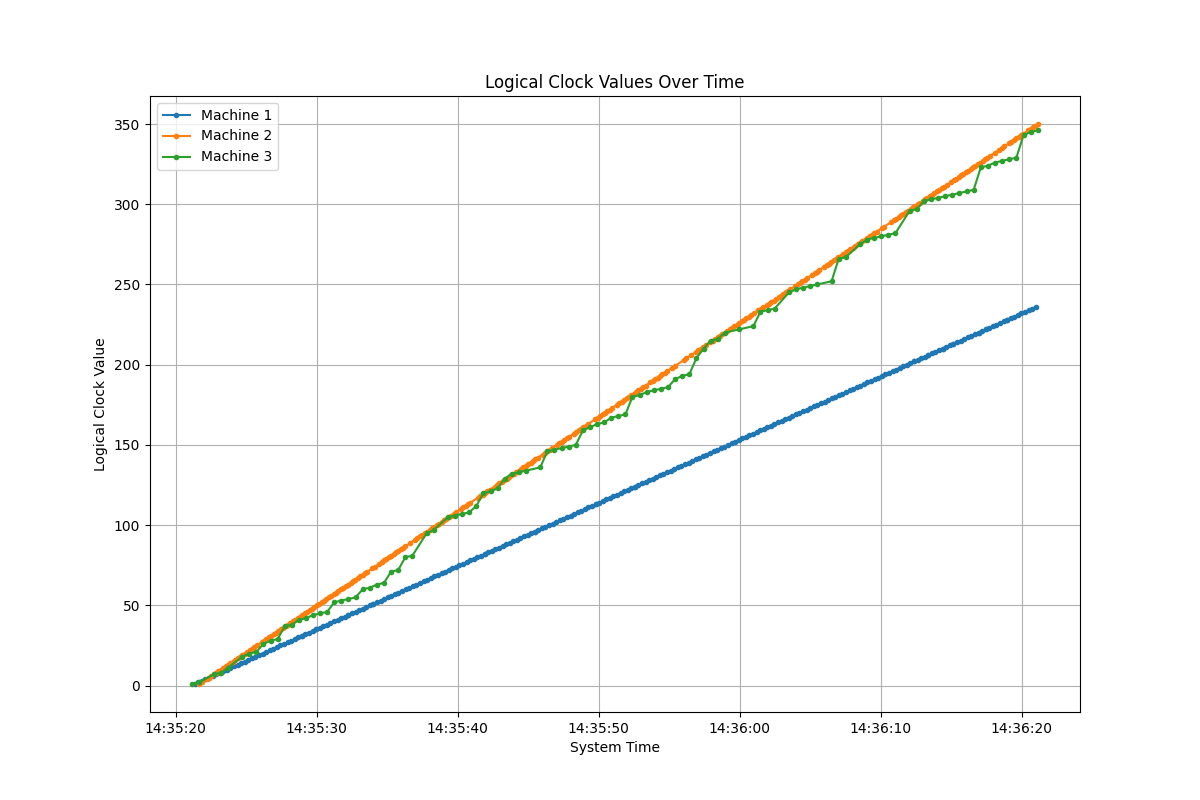 Logical Clock Values Over Time
Machine 1
Machine 2
Machine 3
Logical Clock Value
350
300
250
200
150
100
50
0
14:35:20
14:35:30
14:35:40
14:35:50
14:36:00
14:36:10
14:36:20
System Time